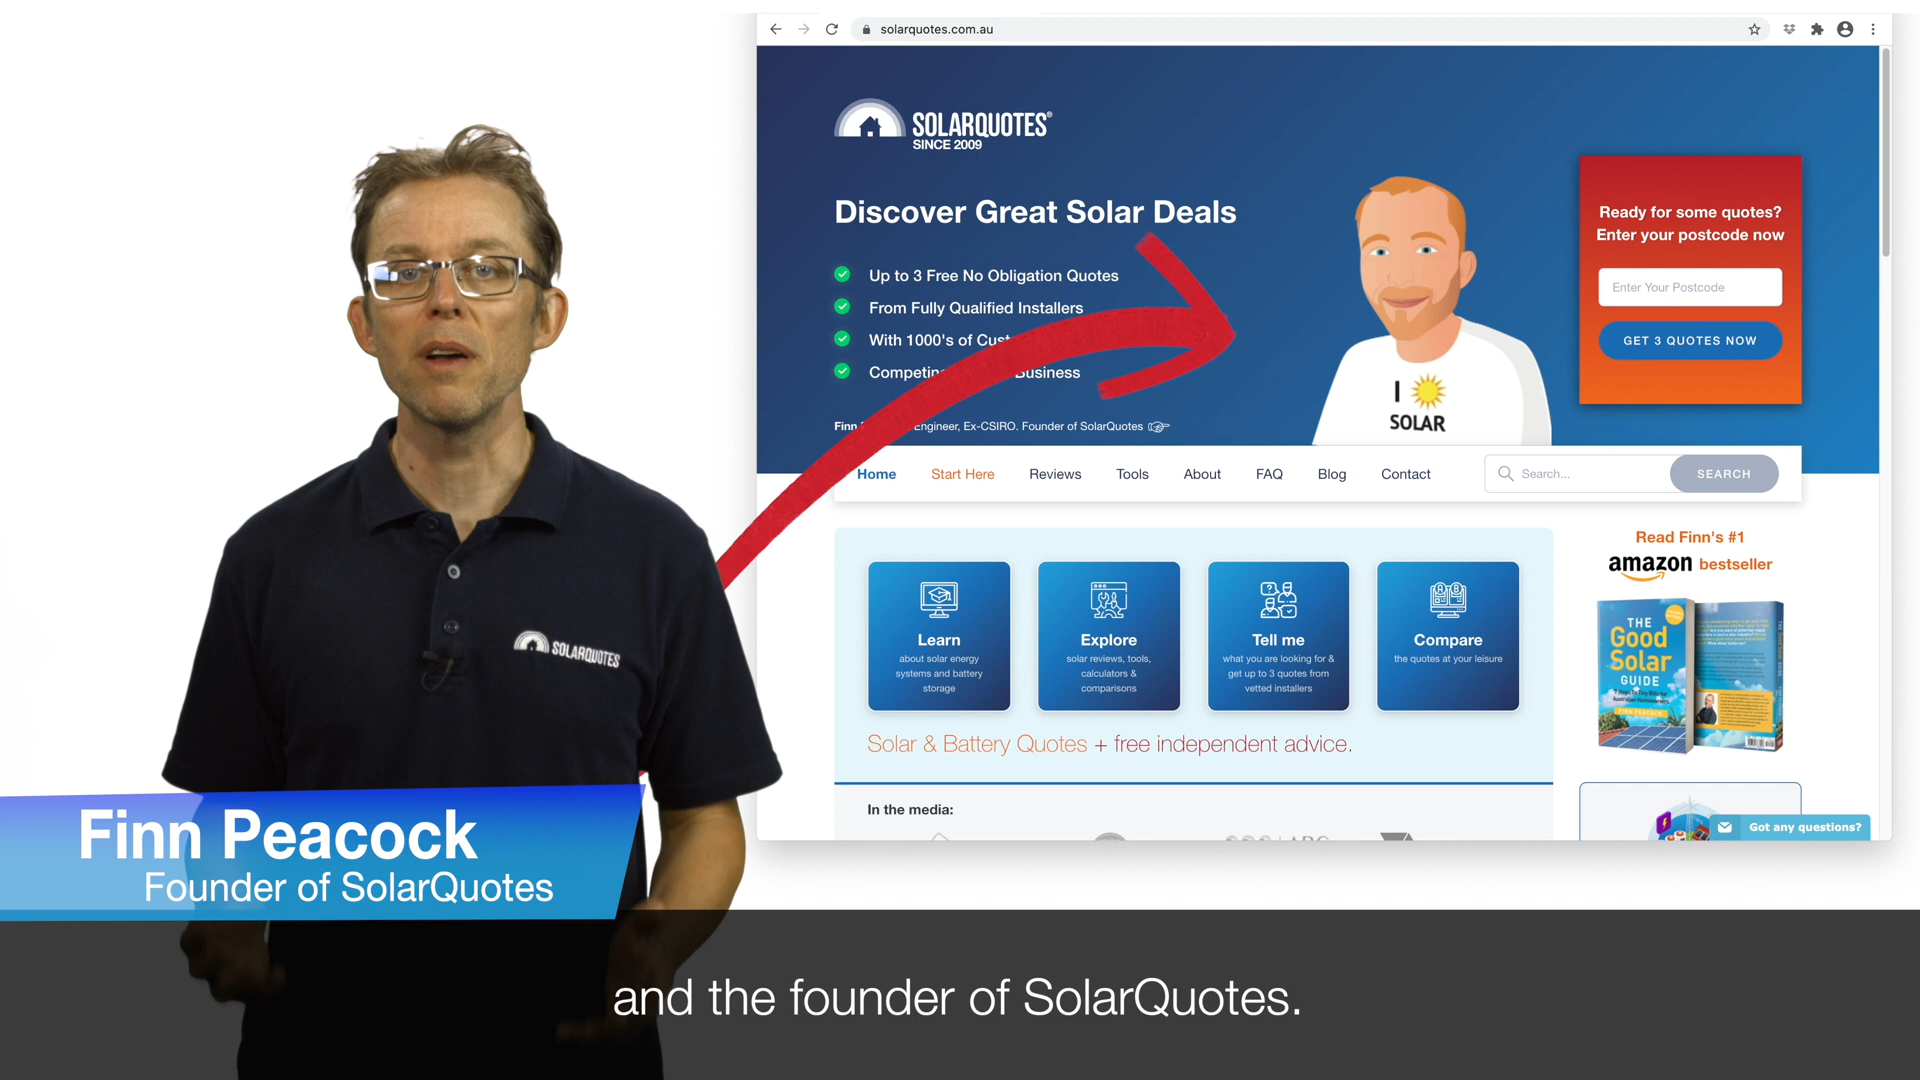 solarquotes.com.au
SOLARQUOTES®
SINCE 2009
Discover Great Solar Deals
Up to 3 Free No Obligation Quotes
From Fully Qualified Installers
With 1000's of
Business
Finn
Engineer, Ex-CSIRO. Founder of SolarQuotes
I
SOLAR
Ready for some quotes?
Enter your postcode now
Enter Your Postcode
GET 3 QUOTES NOW
Home Start Here Reviews Tools About FAQ Blog Contact Search... SEARCH
Learn
about solar energy
systems and battery
storage
Explore
solar reviews, tools,
calculators &
comparisons
Tell me
what you are looking for &
get up to 3 quotes from
vetted installers
Compare
the quotes at your leisure
Solar & Battery Quotes + free independent advice.
In the media:
Read Finn's #1
amazon bestseller
THE
Good
Solar
GUIDE
FINN PEACOCK
Got any questions?
SOLARQUOTES
Finn Peacock
Founder of SolarQuotes
and the founder of SolarQuotes.